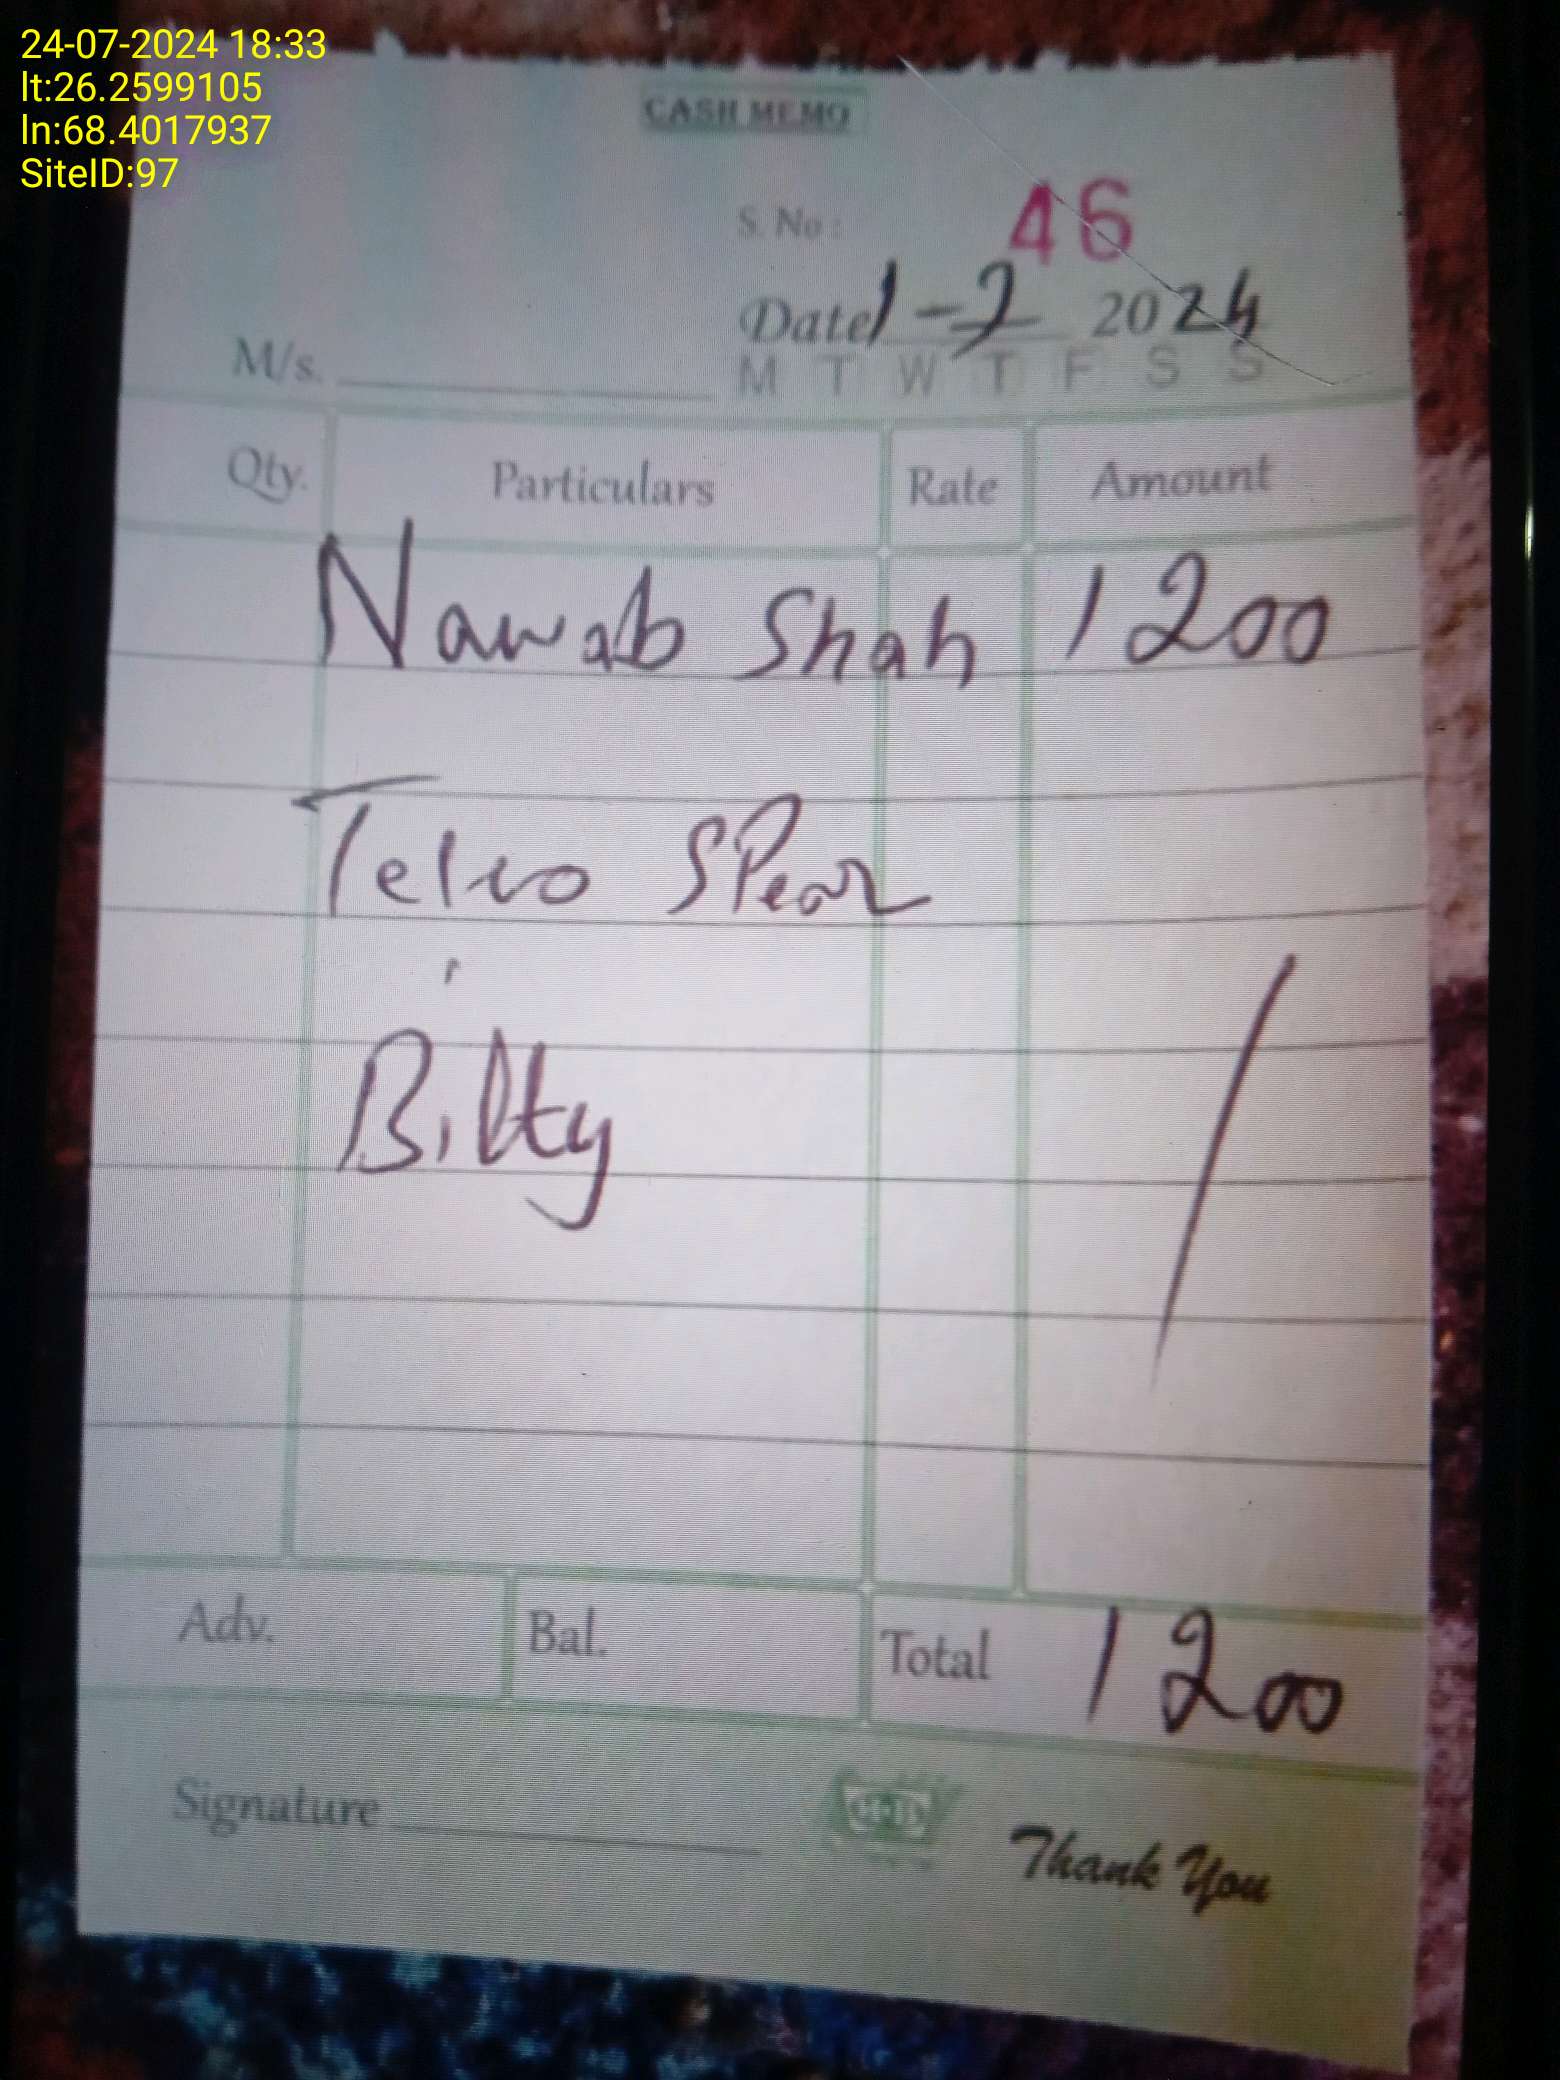 24-07-2024 18:33
lt:26.2599105
ln:68.4017937
SiteID:97
CASH MEMO
S. No : 46
Date 1-7 2024
M/s.
M T W T F S S
Qty. Particulars Rate Amount
Nawab Shah 1200
Telco SPear
Bilty
Adv. Bal. Total 1200
Signature
Thank You